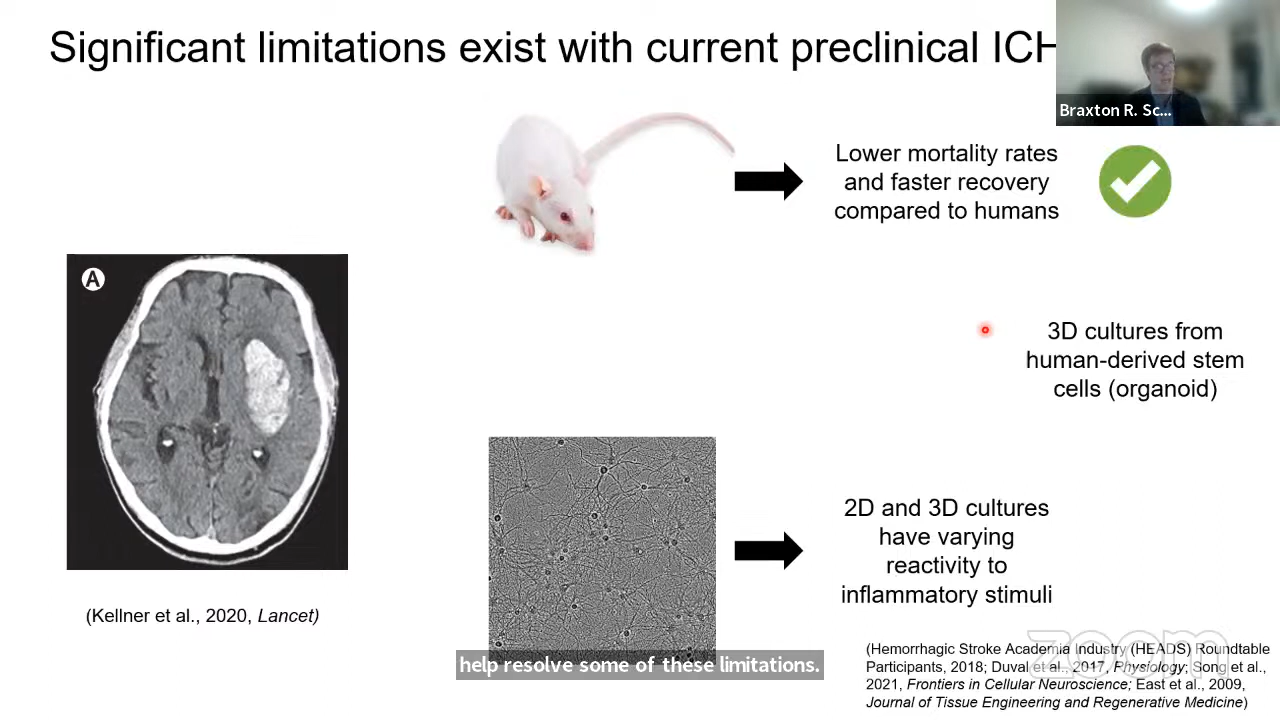 Significant limitations exist with current preclinical ICH
Braxton R. Sc...
Lower mortality rates
and faster recovery
compared to humans
A
3D cultures from
human-derived stem
cells (organoid)
2D and 3D cultures
have varying
reactivity to
inflammatory stimuli
(Kellner et al., 2020, Lancet)
zoom
(Hemorrhagic Stroke Academia Industry (HEADS) Roundtable
Participants, 2018; Duval et al., 2017, Physiology; Song et al.,
2021, Frontiers in Cellular Neuroscience; East et al., 2009,
Journal of Tissue Engineering and Regenerative Medicine)
help resolve some of these limitations.